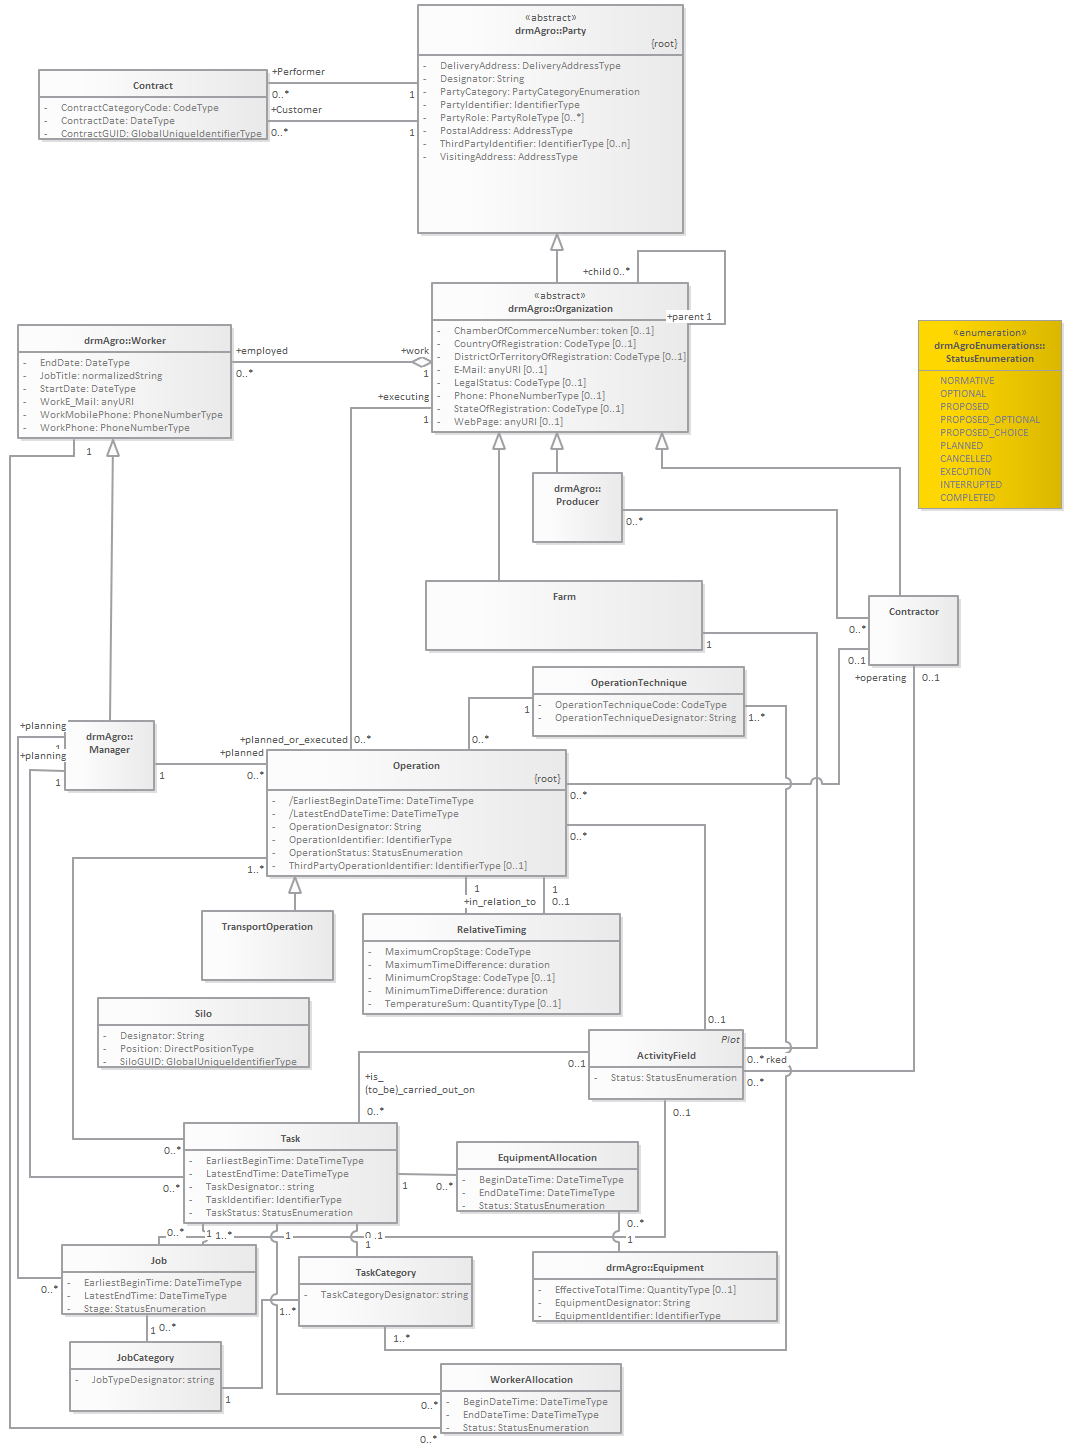 «abstract»
drmAgro::Party
{root}
- DeliveryAddress: DeliveryAddressType
- Designator: String
- PartyCategory: PartyCategoryEnumeration
- PartyIdentifier: IdentifierType
- PartyRole: PartyRoleType [0..*]
- PostalAddress: AddressType
- ThirdPartyIdentifier: IdentifierType [0..n]
- VisitingAddress: AddressType
Contract
- ContractCategoryCode: CodeType
- ContractDate: DateType
- ContractGUID: GlobalUniqueIdentifierType
+Performer
0..*
1
+Customer
0..*
1
+child 0..*
+parent 1
«abstract»
drmAgro::Organization
- ChamberOfCommerceNumber: token [0..1]
- CountryOfRegistration: CodeType [0..1]
- DistrictOrTerritoryOfRegistration: CodeType [0..1]
- E-Mail: anyURI [0..1]
- LegalStatus: CodeType [0..1]
- Phone: PhoneNumberType [0..1]
- StateOfRegistration: CodeType [0..1]
- WebPage: anyURI [0..1]
drmAgro::Worker
- EndDate: DateType
- JobTitle: normalizedString
- StartDate: DateType
- WorkE_Mail: anyURI
- WorkMobilePhone: PhoneNumberType
- WorkPhone: PhoneNumberType
+employed
0..*
+work
1
+executing
1
1
«enumeration»
drmAgroEnumerations::
StatusEnumeration
NORMATIVE
OPTIONAL
PROPOSED
PROPOSED_OPTIONAL
PROPOSED_CHOICE
PLANNED
CANCELLED
EXECUTION
INTERRUPTED
COMPLETED
drmAgro::
Producer
0..*
Farm
1
Contractor
0..*
0..1
+operating
0..1
OperationTechnique
- OperationTechniqueCode: CodeType
- OperationTechniqueDesignator: String
1
1..*
0..*
drmAgro::
Manager
+planning
1
+planning
1
1
+planned_or_executed
0..*
+planned
0..*
Operation
{root}
- /EarliestBeginDateTime: DateTimeType
- /LatestEndDateTime: DateTimeType
- OperationDesignator: String
- OperationIdentifier: IdentifierType
- OperationStatus: StatusEnumeration
- ThirdPartyOperationIdentifier: IdentifierType [0..1]
0..*
0..*
1..*
1
+in_relation_to
1
0..1
TransportOperation
RelativeTiming
- MaximumCropStage: CodeType
- MaximumTimeDifference: duration
- MinimumCropStage: CodeType [0..1]
- MinimumTimeDifference: duration
- TemperatureSum: QuantityType [0..1]
Silo
- Designator: String
- Position: DirectPositionType
- SiloGUID: GlobalUniqueIdentifierType
0..1
Plot
ActivityField
- Status: StatusEnumeration
0..1
0..* rked
0..*
0..1
+is_
(to_be)_carried_out_on
0..*
Task
- EarliestBeginTime: DateTimeType
- LatestEndTime: DateTimeType
- TaskDesignator.: string
- TaskIdentifier: IdentifierType
- TaskStatus: StatusEnumeration
0..*
0..*
1
0..*
EquipmentAllocation
- BeginDateTime: DateTimeType
- EndDateTime: DateTimeType
- Status: StatusEnumeration
0..*
1
drmAgro::Equipment
- EffectiveTotalTime: QuantityType [0..1]
- EquipmentDesignator: String
- EquipmentIdentifier: IdentifierType
0..*
1
1..*
1
0..1
1
Job
- EarliestBeginTime: DateTimeType
- LatestEndTime: DateTimeType
- Stage: StatusEnumeration
0..*
1
0..*
TaskCategory
- TaskCategoryDesignator: string
1..*
1..*
JobCategory
- JobTypeDesignator: string
1
WorkerAllocation
- BeginDateTime: DateTimeType
- EndDateTime: DateTimeType
- Status: StatusEnumeration
0..*
0..*